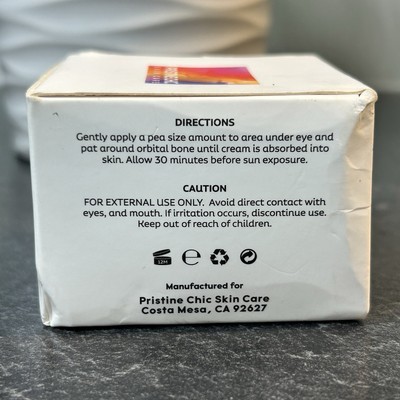 DIRECTIONS
Gently apply a pea size amount to area under eye and
pat around orbital bone until cream is absorbed into
skin. Allow 30 minutes before sun exposure.
CAUTION
FOR EXTERNAL USE ONLY. Avoid direct contact with
eyes, and mouth. If irritation occurs, discontinue use.
Keep out of reach of children.
12M
Manufactured for
Pristine Chic Skin Care
Costa Mesa, CA 92627